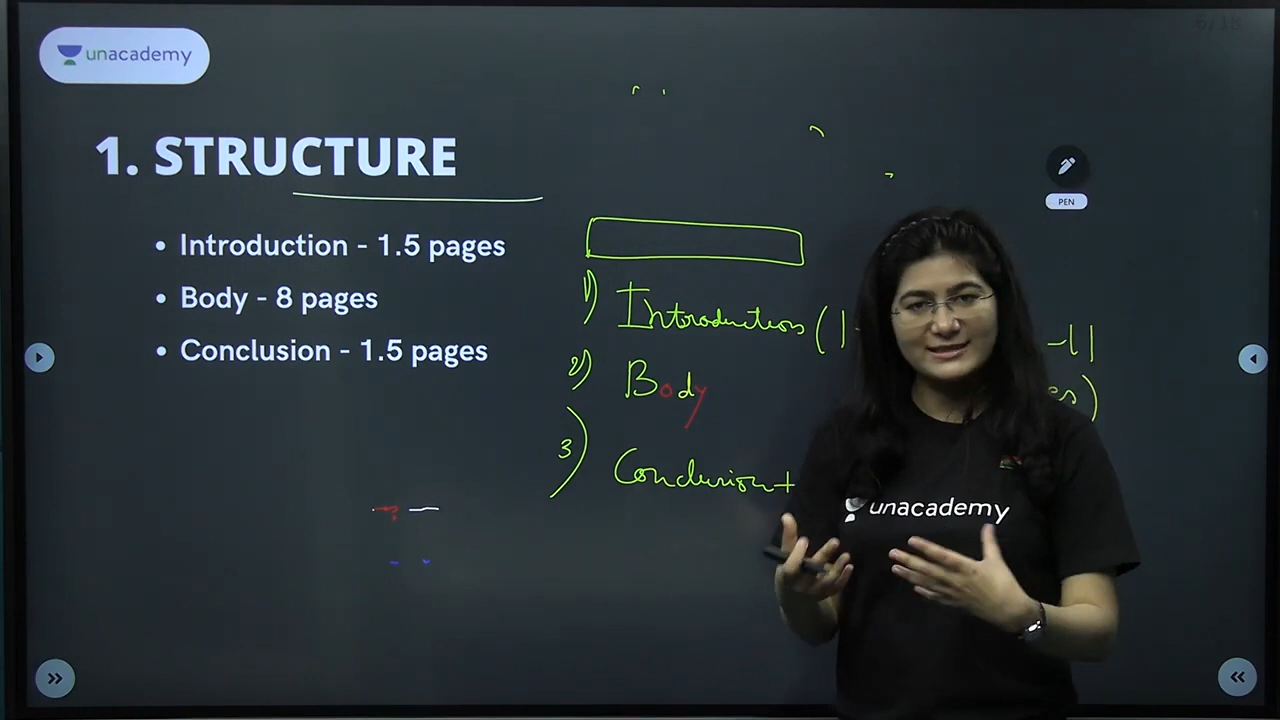 unacademy
1. STRUCTURE
• Introduction - 1.5 pages
• Body - 8 pages
• Conclusion - 1.5 pages
PEN
1) Introduction (1
2) Body
3) Conclusion
unacademy